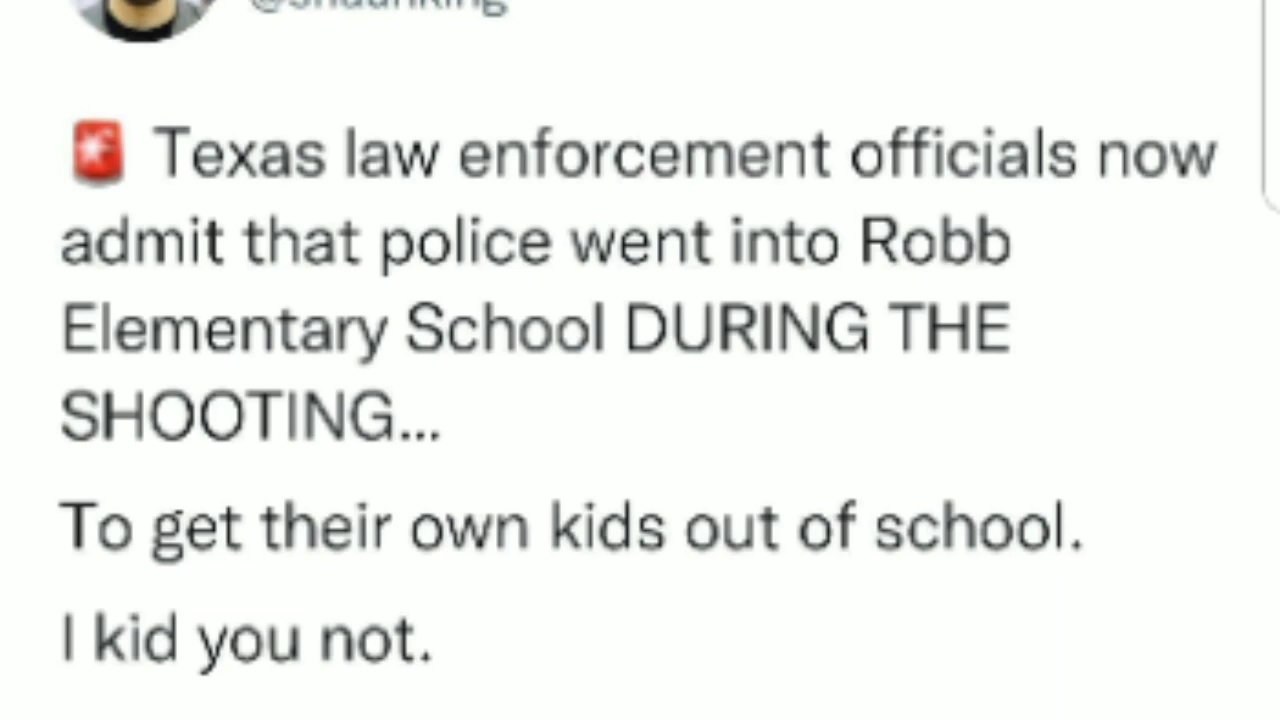 @shaunking
🚨 Texas law enforcement officials now
admit that police went into Robb
Elementary School DURING THE
SHOOTING...
To get their own kids out of school.
I kid you not.